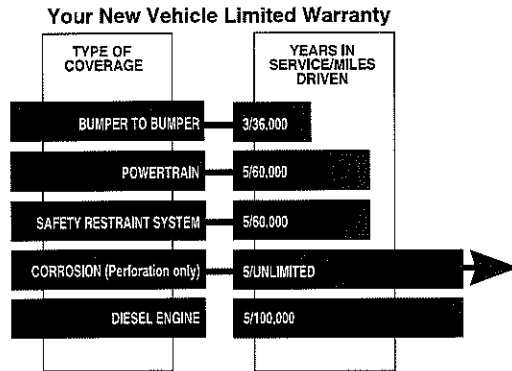 Your New Vehicle Limited Warranty
TYPE OF
COVERAGE
YEARS IN
SERVICE/MILES
DRIVEN
BUMPER TO BUMPER 3/36,000
POWERTRAIN 5/60,000
SAFETY RESTRAINT SYSTEM 5/60,000
CORROSION (Perforation only) 5/UNLIMITED
DIESEL ENGINE 5/100,000